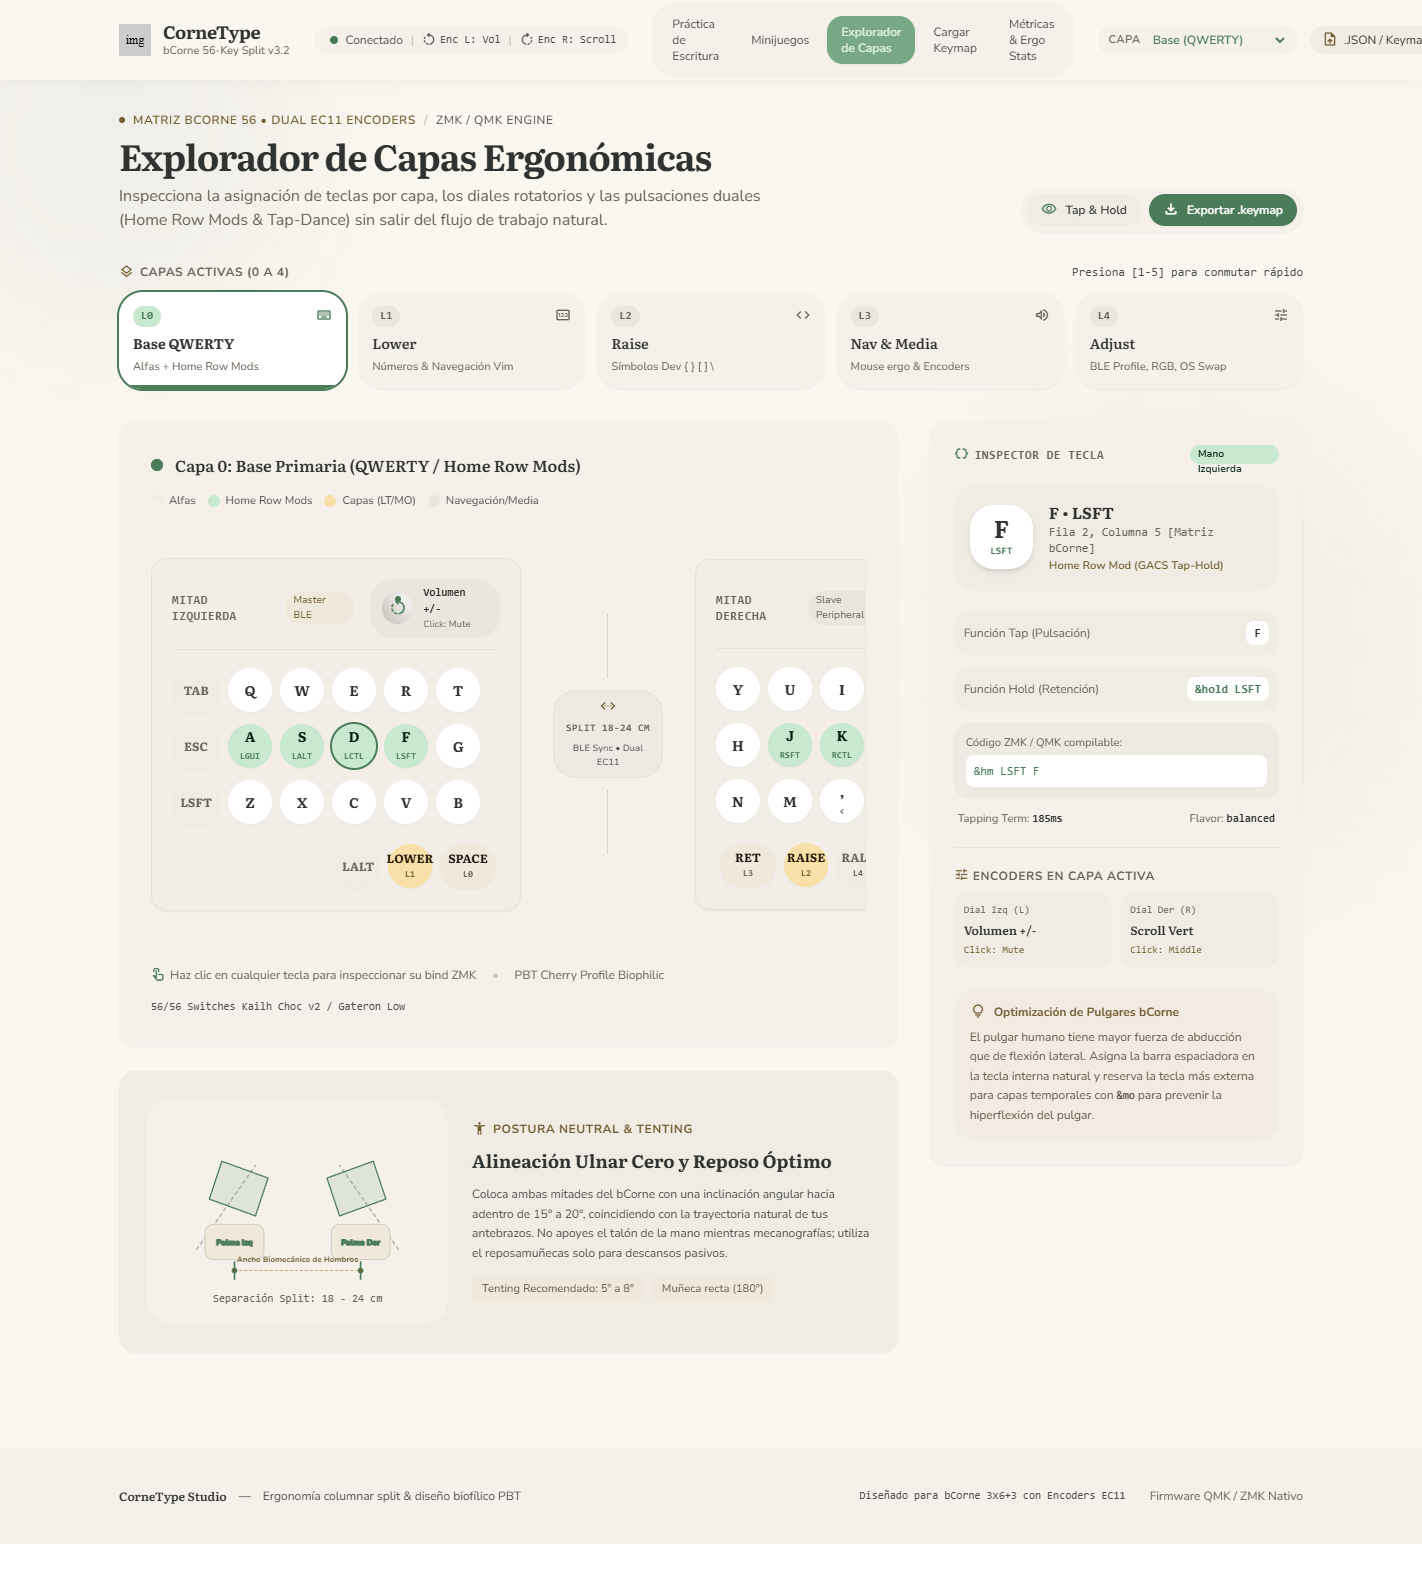 img
CorneType
bCorne 56-Key Split v3.2
Conectado | Enc L: Vol | Enc R: Scroll
Práctica
de
Escritura
Minijuegos
Explorador
de Capas
Cargar
Keymap
Métricas
& Ergo
Stats
CAPA Base (QWERTY)
.JSON / Keyma
MATRIZ BCORNE 56 • DUAL EC11 ENCODERS / ZMK / QMK ENGINE
Explorador de Capas Ergonómicas
Inspecciona la asignación de teclas por capa, los diales rotatorios y las pulsaciones duales
(Home Row Mods & Tap-Dance) sin salir del flujo de trabajo natural.
Tap & Hold
Exportar .keymap
CAPAS ACTIVAS (0 A 4)
Presiona [1-5] para conmutar rápido
L0
Base QWERTY
Alfas + Home Row Mods
L1
Lower
Números & Navegación Vim
L2
Raise
Símbolos Dev { } [ ] \
L3
Nav & Media
Mouse ergo & Encoders
L4
Adjust
BLE Profile, RGB, OS Swap
Capa 0: Base Primaria (QWERTY / Home Row Mods)
Alfas Home Row Mods Capas (LT/MO) Navegación/Media
MITAD
IZQUIERDA
Master
BLE
Volumen
+/-
Click: Mute
TAB Q W E R T
ESC A S D F G
LGUI LALT LCTL LSFT
LSFT Z X C V B
LALT LOWER SPACE
L1 L0
SPLIT 18-24 CM
BLE Sync • Dual
EC11
MITAD
DERECHA
Slave
Peripheral
Y U I
H J K
RSFT RCTL
N M ,
<
RET RAISE RAL
L3 L2 L4
Haz clic en cualquier tecla para inspeccionar su bind ZMK • PBT Cherry Profile Biophilic
56/56 Switches Kailh Choc v2 / Gateron Low
INSPECTOR DE TECLA
Mano
Izquierda
F
LSFT
F • LSFT
Fila 2, Columna 5 [Matriz
bCorne]
Home Row Mod (GACS Tap-Hold)
Función Tap (Pulsación) F
Función Hold (Retención) &hold LSFT
Código ZMK / QMK compilable:
&hm LSFT F
Tapping Term: 185ms Flavor: balanced
ENCODERS EN CAPA ACTIVA
Dial Izq (L)
Volumen +/-
Click: Mute
Dial Der (R)
Scroll Vert
Click: Middle
Optimización de Pulgares bCorne
El pulgar humano tiene mayor fuerza de abducción
que de flexión lateral. Asigna la barra espaciadora en
la tecla interna natural y reserva la tecla más externa
para capas temporales con &mo para prevenir la
hiperflexión del pulgar.
Palma Izq
Palma Der
Ancho Biomecánico de Hombros
Separación Split: 18 - 24 cm
POSTURA NEUTRAL & TENTING
Alineación Ulnar Cero y Reposo Óptimo
Coloca ambas mitades del bCorne con una inclinación angular hacia
adentro de 15° a 20°, coincidiendo con la trayectoria natural de tus
antebrazos. No apoyes el talón de la mano mientras mecanografías; utiliza
el reposamuñecas solo para descansos pasivos.
Tenting Recomendado: 5° a 8°
Muñeca recta (180°)
CorneType Studio — Ergonomía columnar split & diseño biofílico PBT
Diseñado para bCorne 3x6+3 con Encoders EC11
Firmware QMK / ZMK Nativo